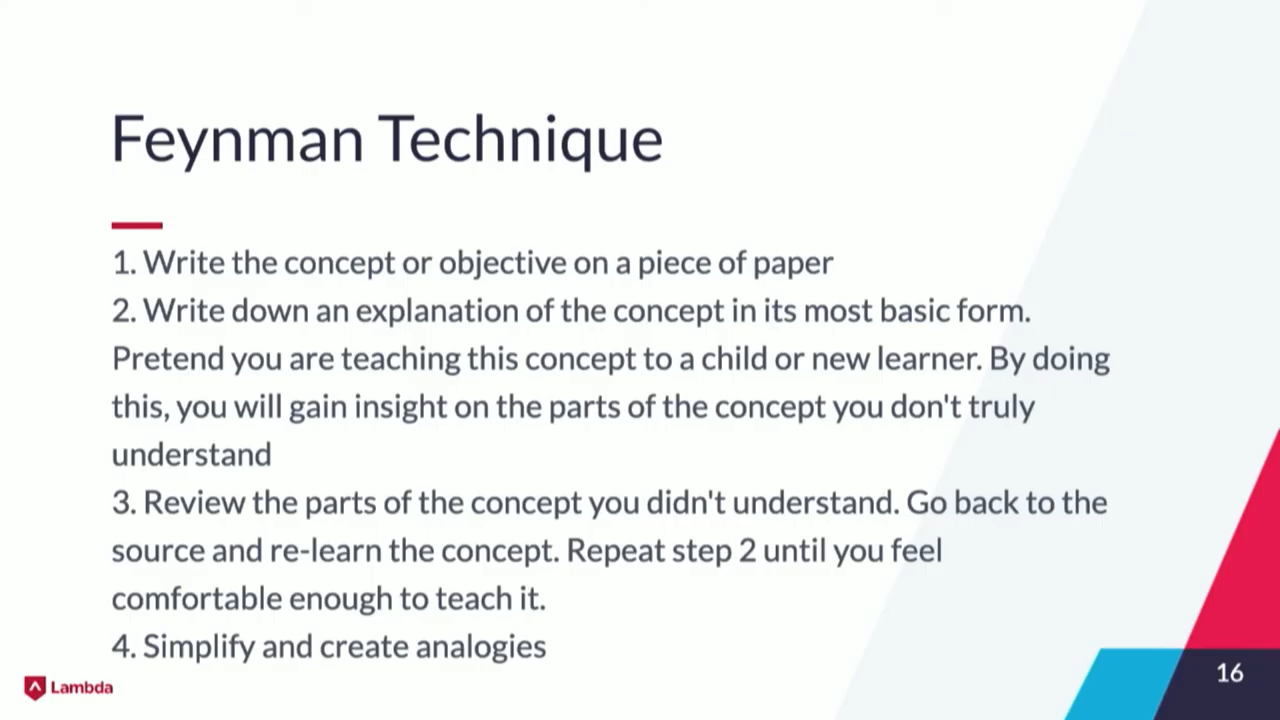 Feynman Technique
1. Write the concept or objective on a piece of paper
2. Write down an explanation of the concept in its most basic form.
Pretend you are teaching this concept to a child or new learner. By doing
this, you will gain insight on the parts of the concept you don't truly
understand
3. Review the parts of the concept you didn't understand. Go back to the
source and re-learn the concept. Repeat step 2 until you feel
comfortable enough to teach it.
4. Simplify and create analogies
Lambda
16